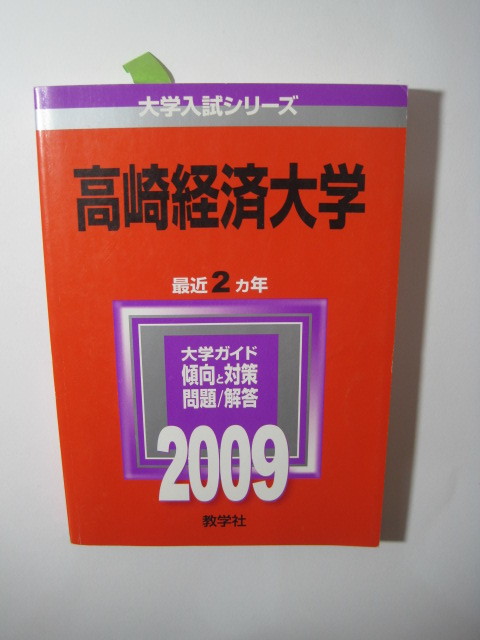 大学入試シリーズ
高崎経済大学
最近2ヵ年
大学ガイド
傾向と対策
問題/解答
2009
教学社